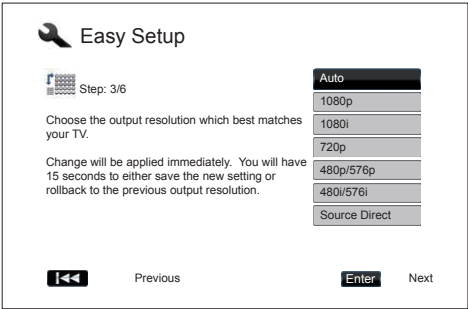 Easy Setup
Step: 3/6
Choose the output resolution which best matches
your TV.
Change will be applied immediately.  You will have
15 seconds to either save the new setting or
rollback to the previous output resolution.
Auto
1080p
1080i
720p
480p/576p
480i/576i
Source Direct
Previous
Enter
Next